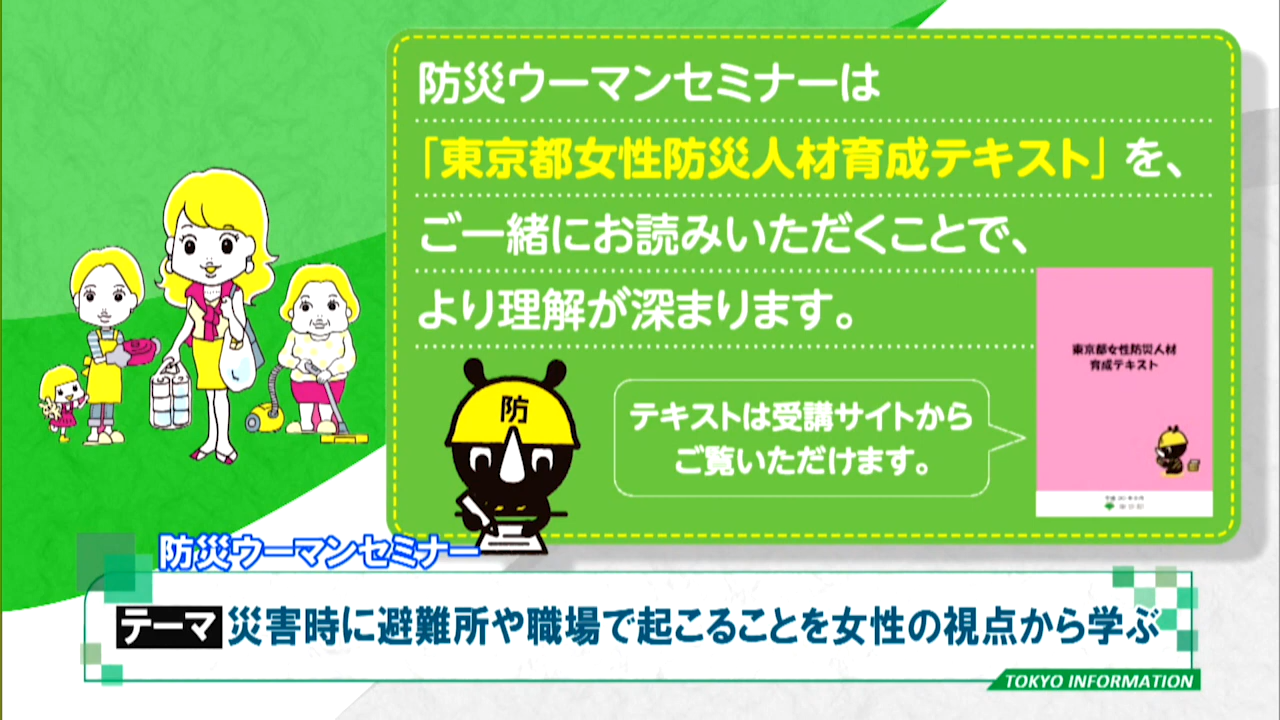 防災ウーマンセミナーは
「東京都女性防災人材育成テキスト」を、
ご一緒にお読みいただくことで、
より理解が深まります。
防
テキストは受講サイトから
ご覧いただけます。
東京都女性防災人材
育成テキスト
防災ウーマンセミナー
テーマ 災害時に避難所や職場で起こることを女性の視点から学ぶ
TOKYO INFORMATION